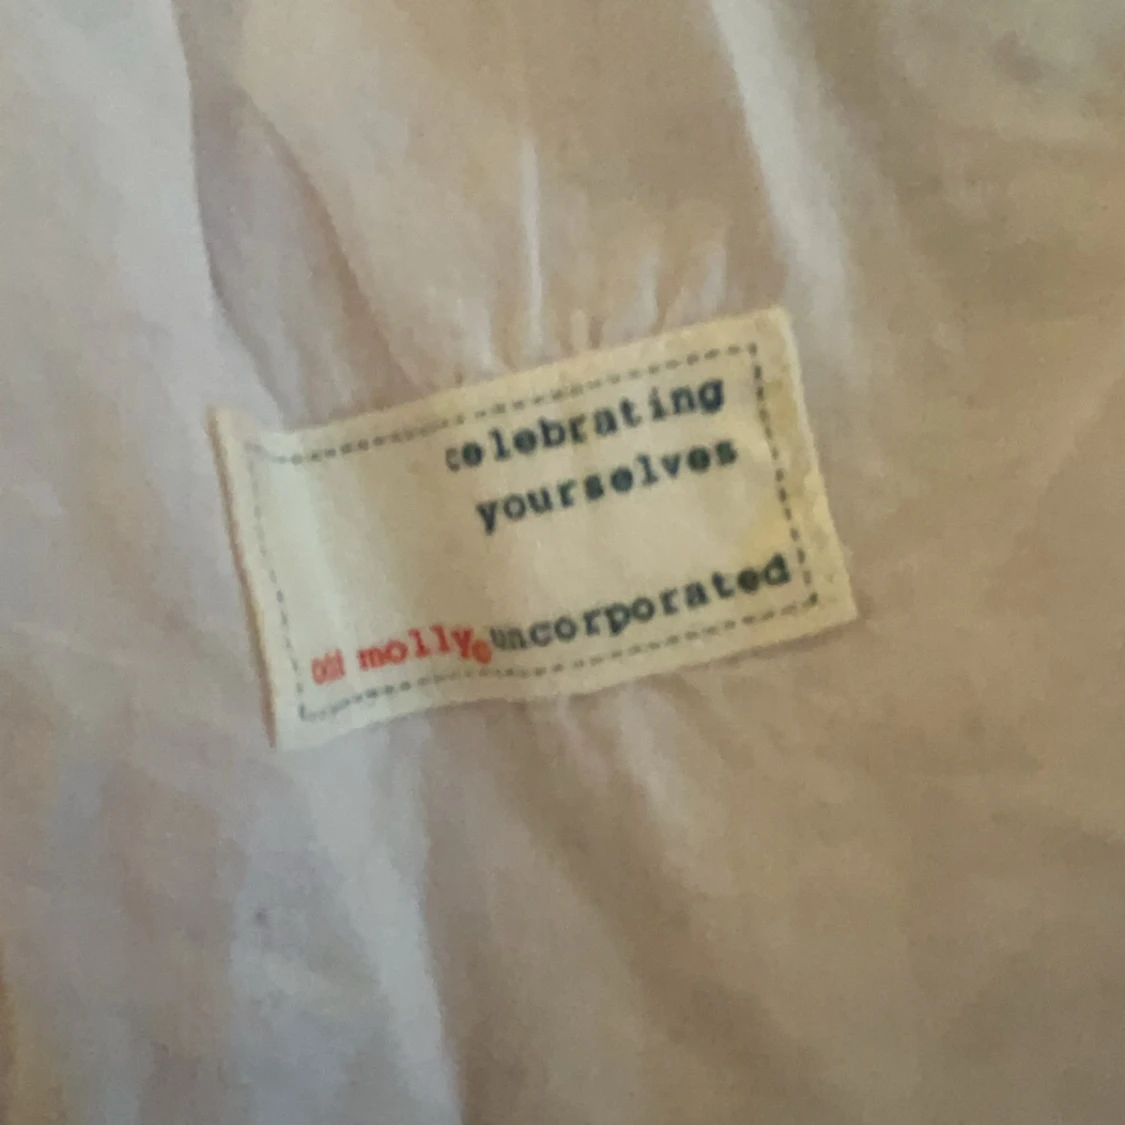 celebrating
yourselves
odd molly© uncorporated